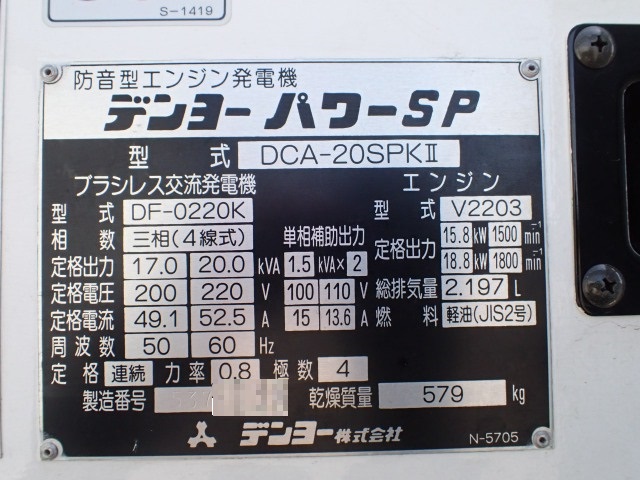 S-1419
防音型エンジン発電機
デンヨーパワーSP
型式 DCA-20SPKⅡ
ブラシレス交流発電機 エンジン
型式 DF-0220K 型式 V2203
相数 三相(4線式) 単相補助出力 定格出力 15.8 kW 1500 min⁻¹
定格出力 17.0 20.0 kVA 1.5 kVA×2 18.8 kW 1800 min⁻¹
定格電圧 200 220 V 100 110 V 総排気量 2.197 L
定格電流 49.1 52.5 A 15 13.6 A 燃料 軽油(JIS2号)
周波数 50 60 Hz
定格 連続 力率 0.8 極数 4
製造番号 乾燥質量 579 kg
デンヨー株式会社 N-5705